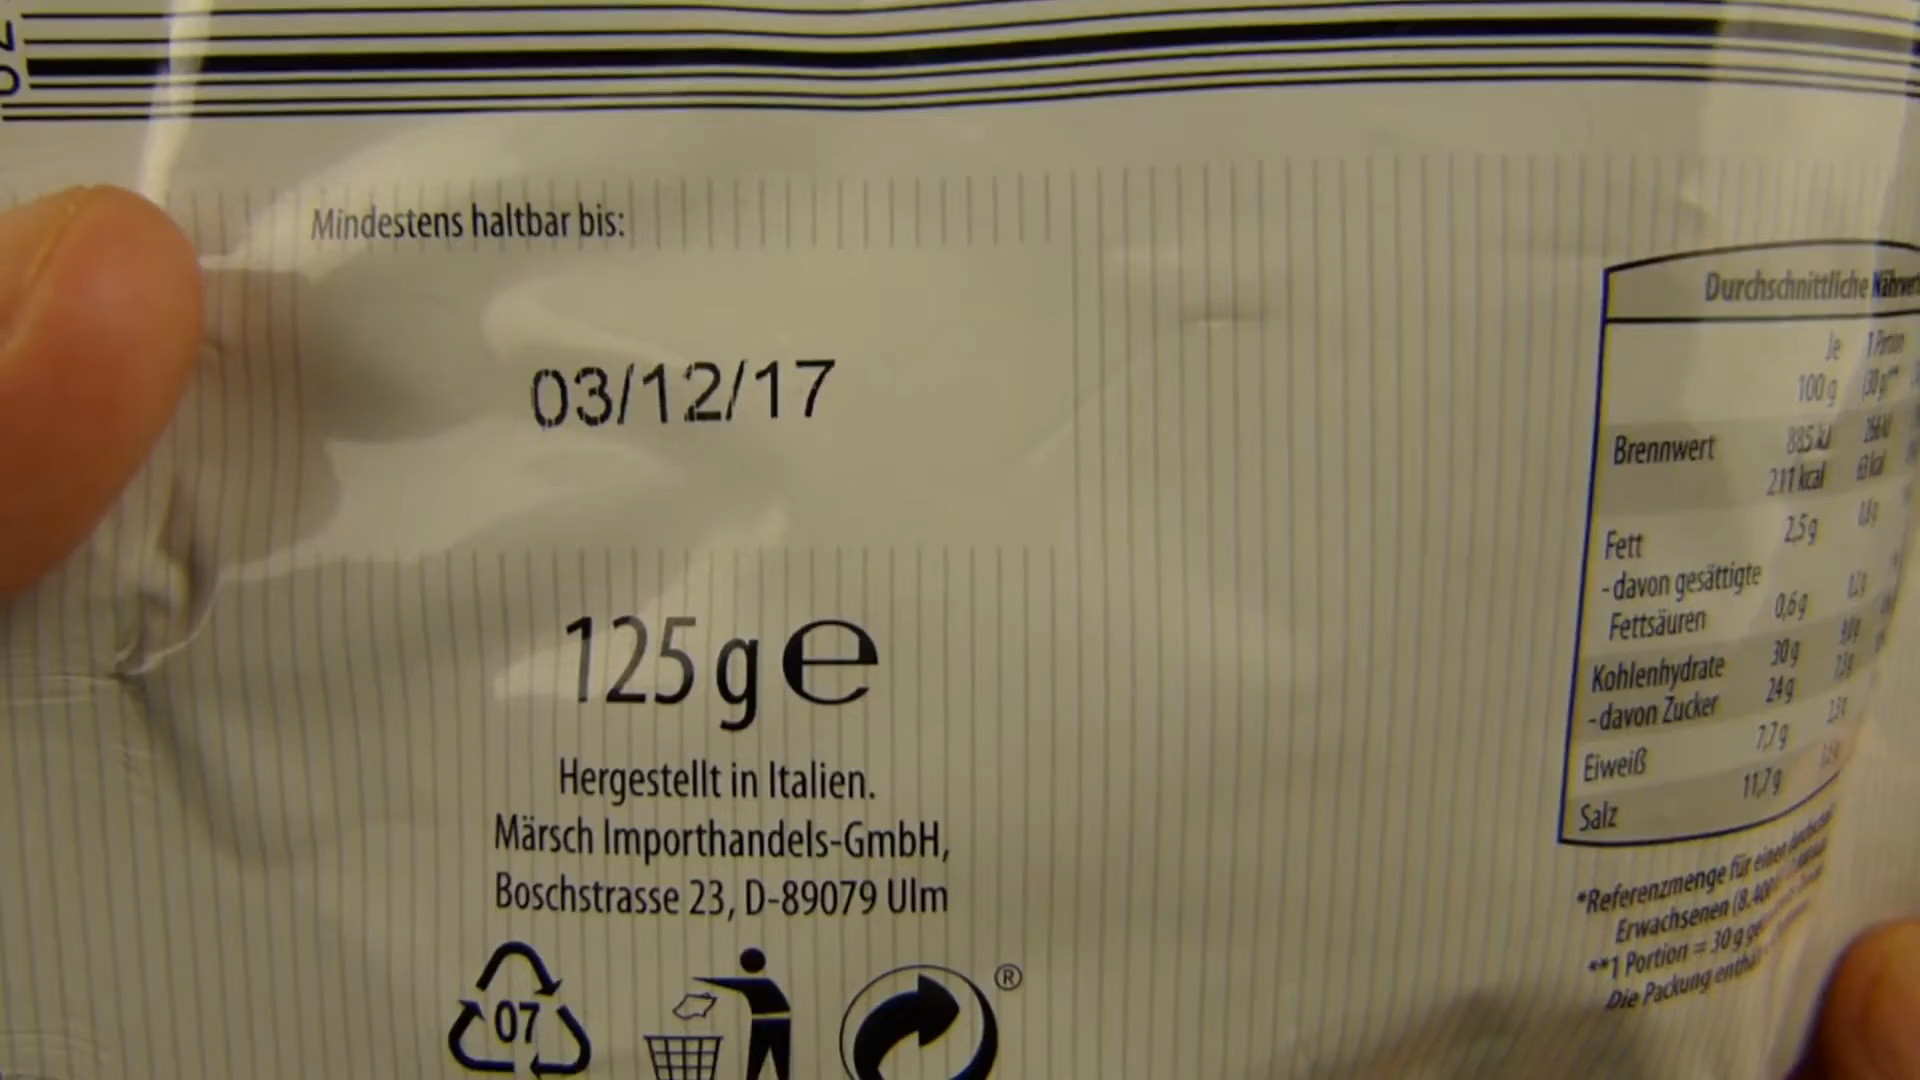 Mindestens haltbar bis:
03/12/17
125 g e
Hergestellt in Italien.
Märsch Importhandels-GmbH,
Boschstrasse 23, D-89079 Ulm
07
®
Durchschnittliche
Je 1 Portion
100 g (30 g)**
Brennwert 885 kJ
211 kcal 63 kcal
Fett 2,5 g
- davon gesättigte
Fettsäuren 0,6 g
Kohlenhydrate 30 g
- davon Zucker 24 g
Eiweiß 7,7 g
Salz 11,7 g
*Referenzmenge für einen
Erwachsenen (8.400
**1 Portion = 30 g
Die Packung